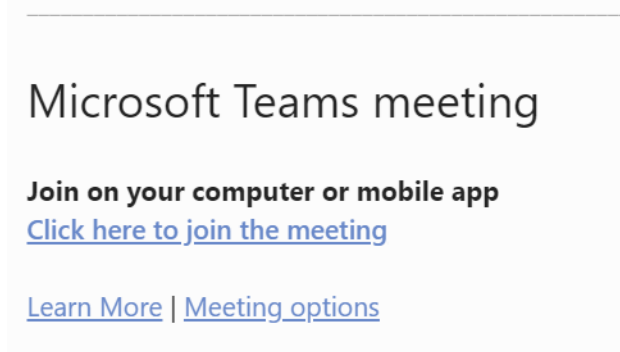 Microsoft Teams meeting
Join on your computer or mobile app
Click here to join the meeting
Learn More | Meeting options